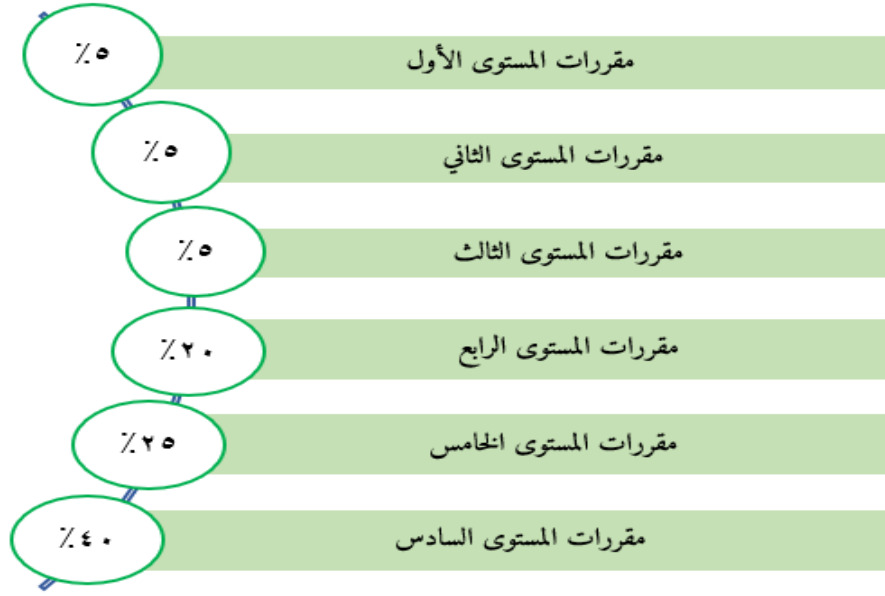 مقررات المستوى الأول
٥٪
مقررات المستوى الثاني
٥٪
مقررات المستوى الثالث
٥٪
مقررات المستوى الرابع
٢٠٪
مقررات المستوى الخامس
٢٥٪
مقررات المستوى السادس
٤٠٪